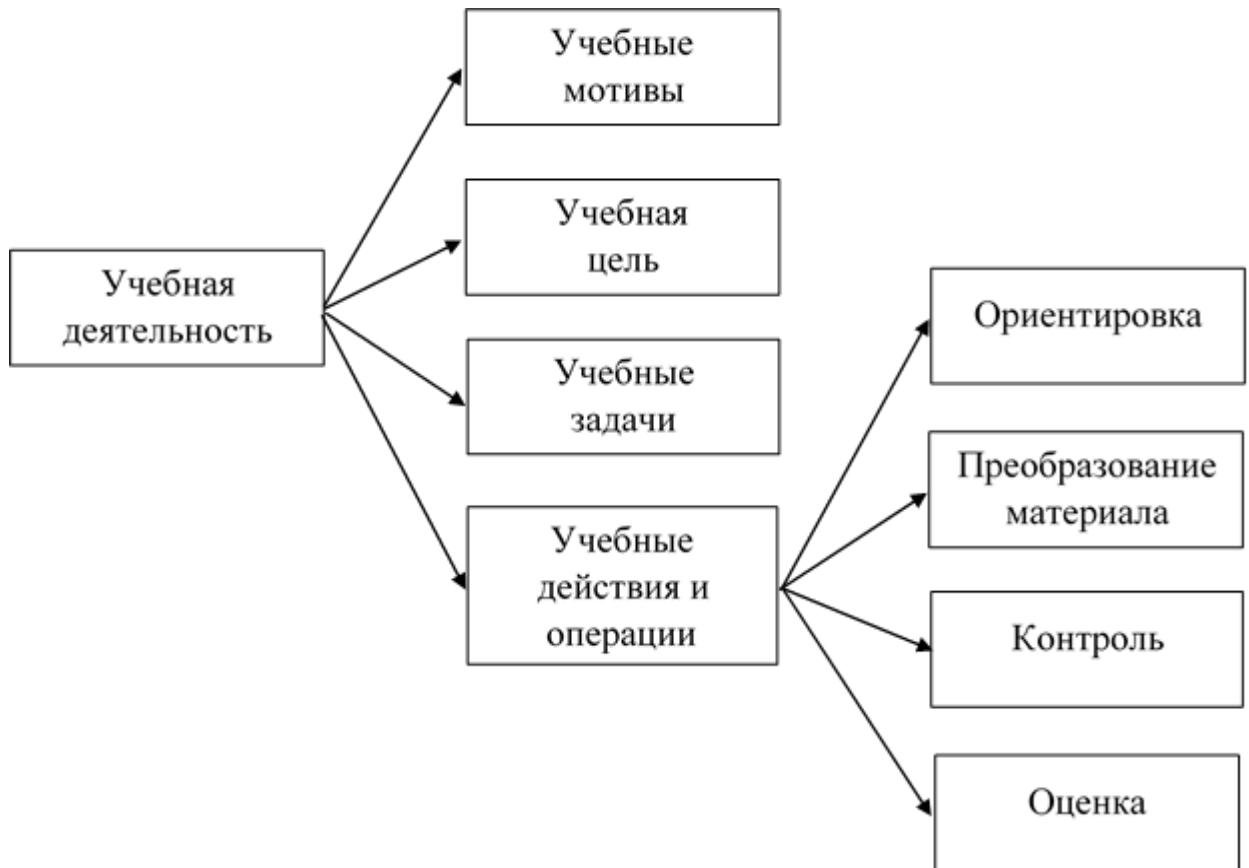 Учебная
деятельность
Учебные
мотивы
Учебная
цель
Учебные
задачи
Учебные
действия и
операции
Ориентировка
Преобразование
материала
Контроль
Оценка